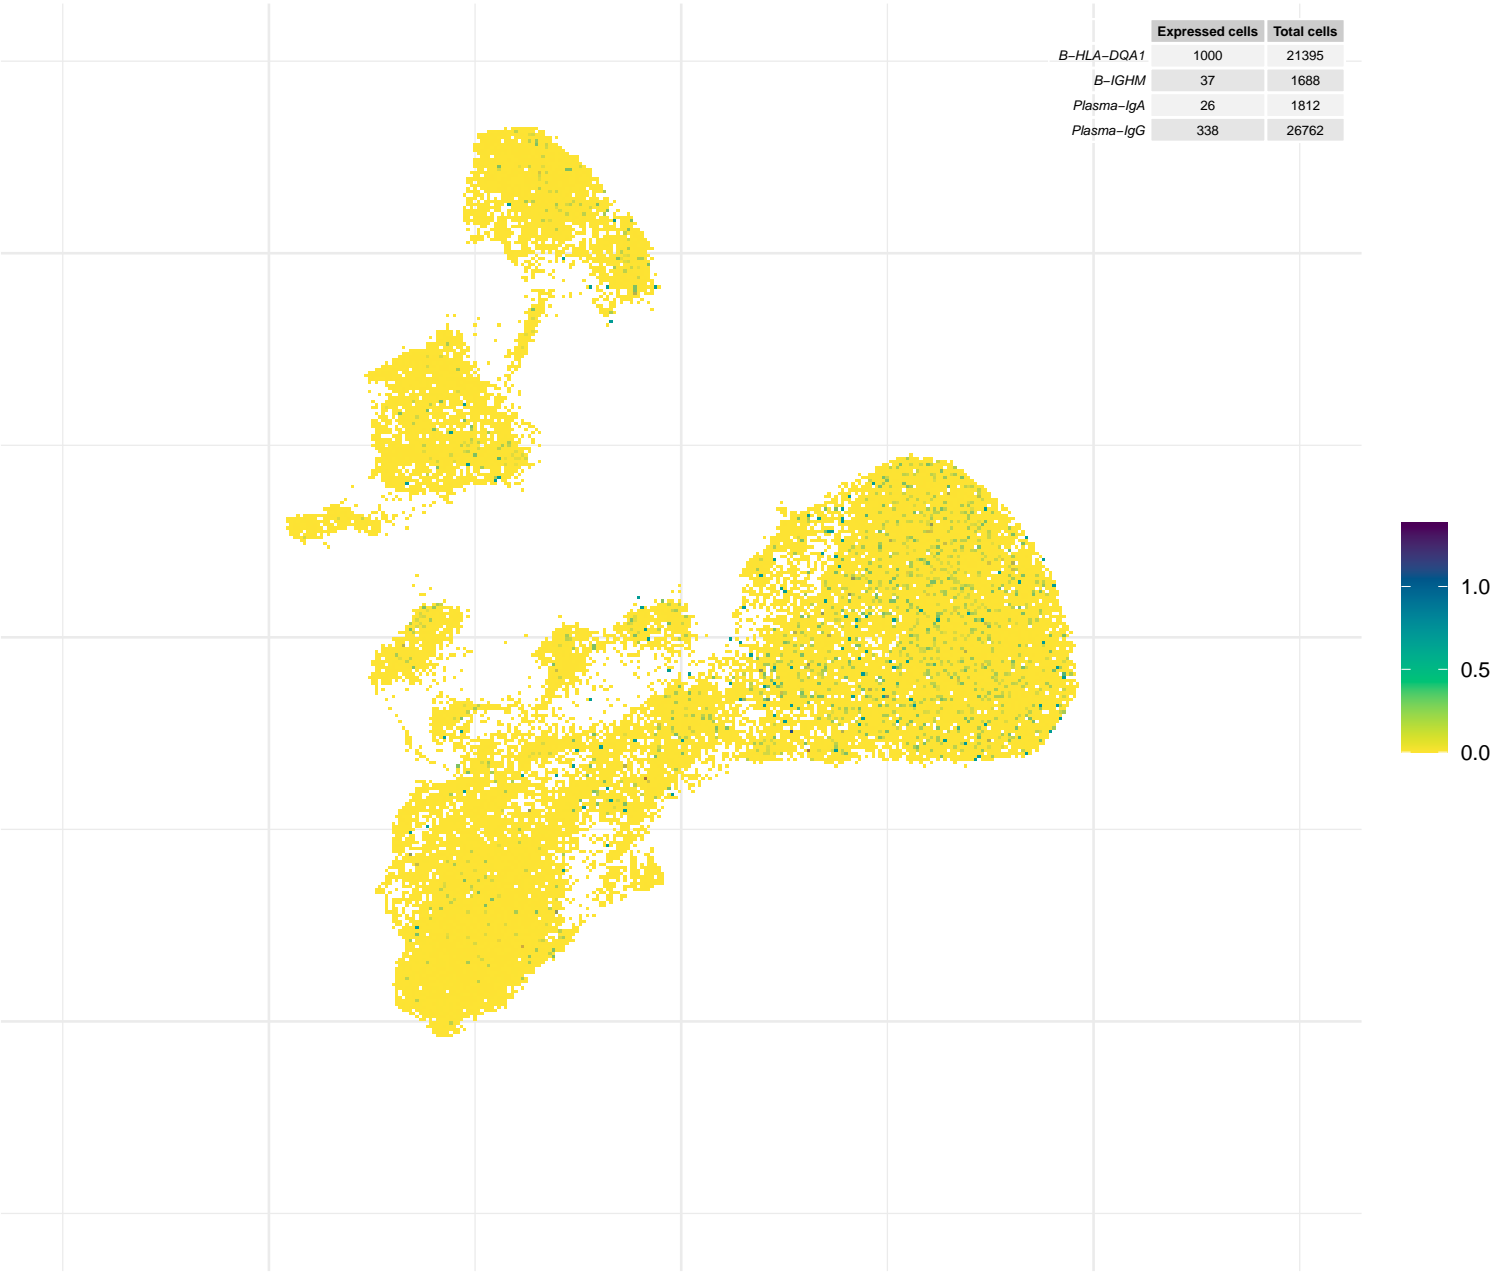 Expressed cells Total cells
B−HLA−DQA1 1000 21395
B−IGHM 37 1688
Plasma−IgA 26 1812
Plasma−IgG 338 26762
1.0
0.5
0.0